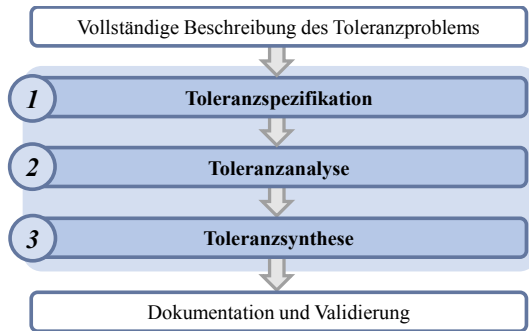 Vollständige Beschreibung des Toleranzproblems
1 Toleranzspezifikation
2 Toleranzanalyse
3 Toleranzsynthese
Dokumentation und Validierung